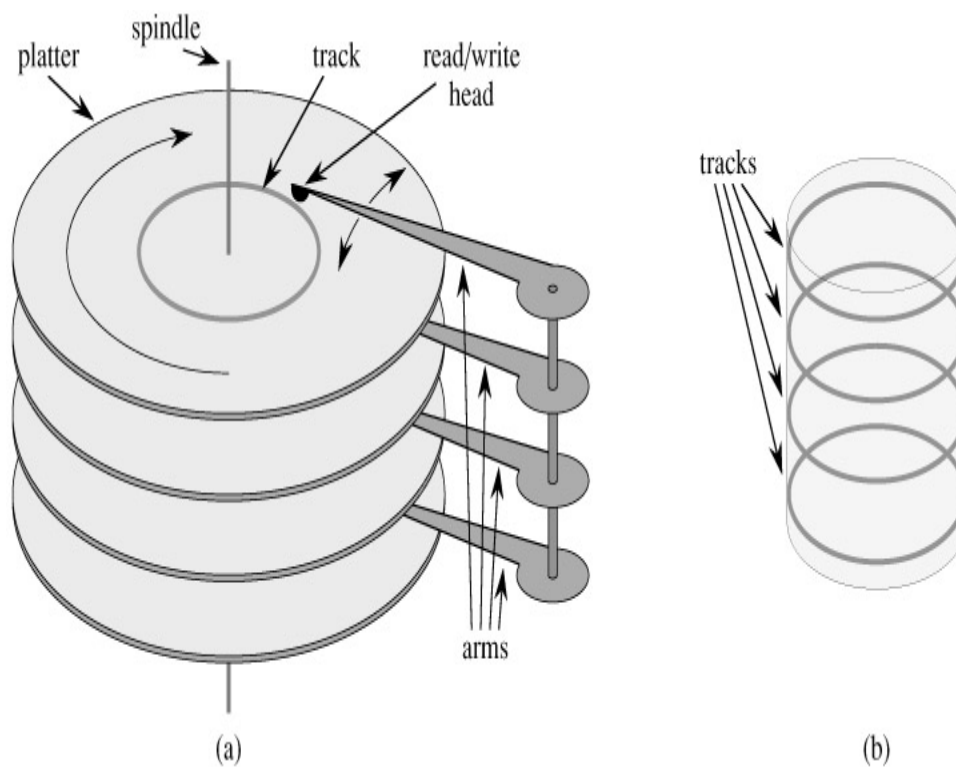 spindle
platter
track
read/write
head
tracks
arms
(a)
(b)